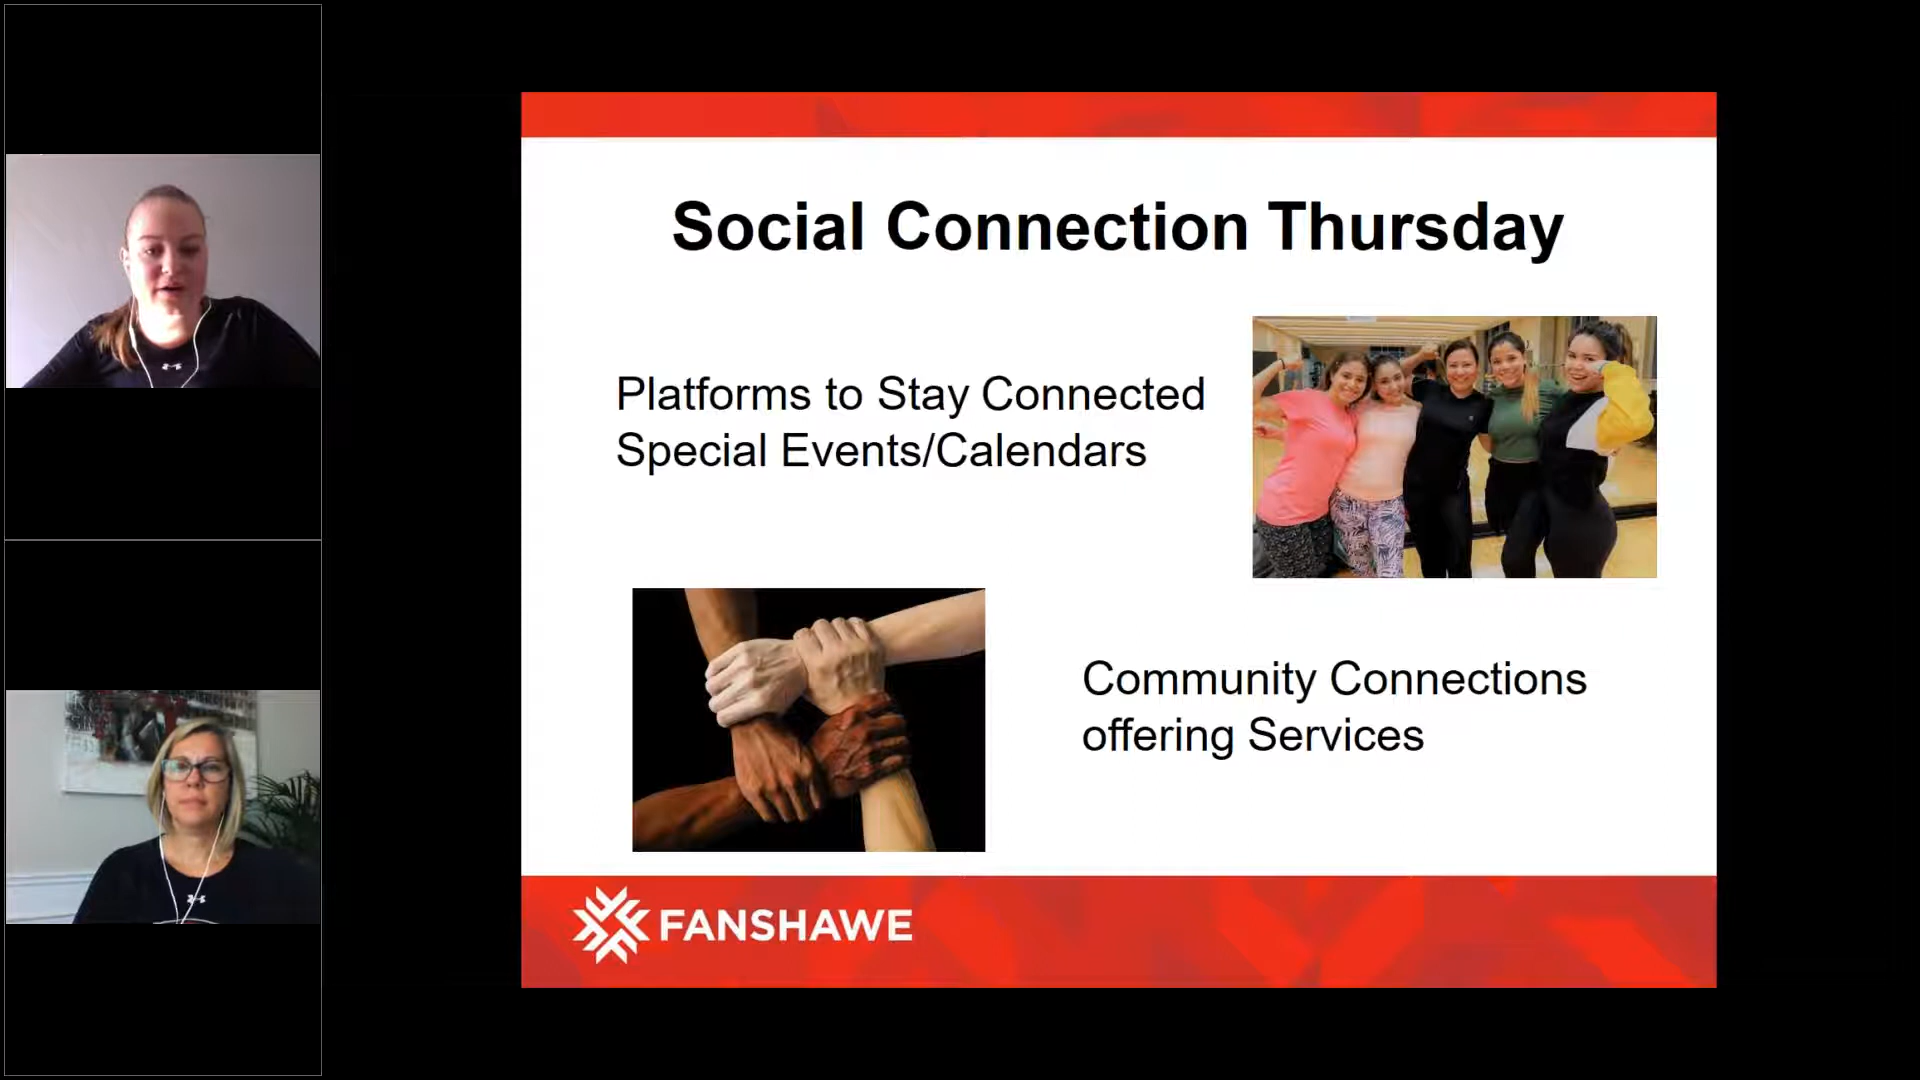 Social Connection Thursday
Platforms to Stay Connected
Special Events/Calendars
Community Connections
offering Services
FANSHAWE